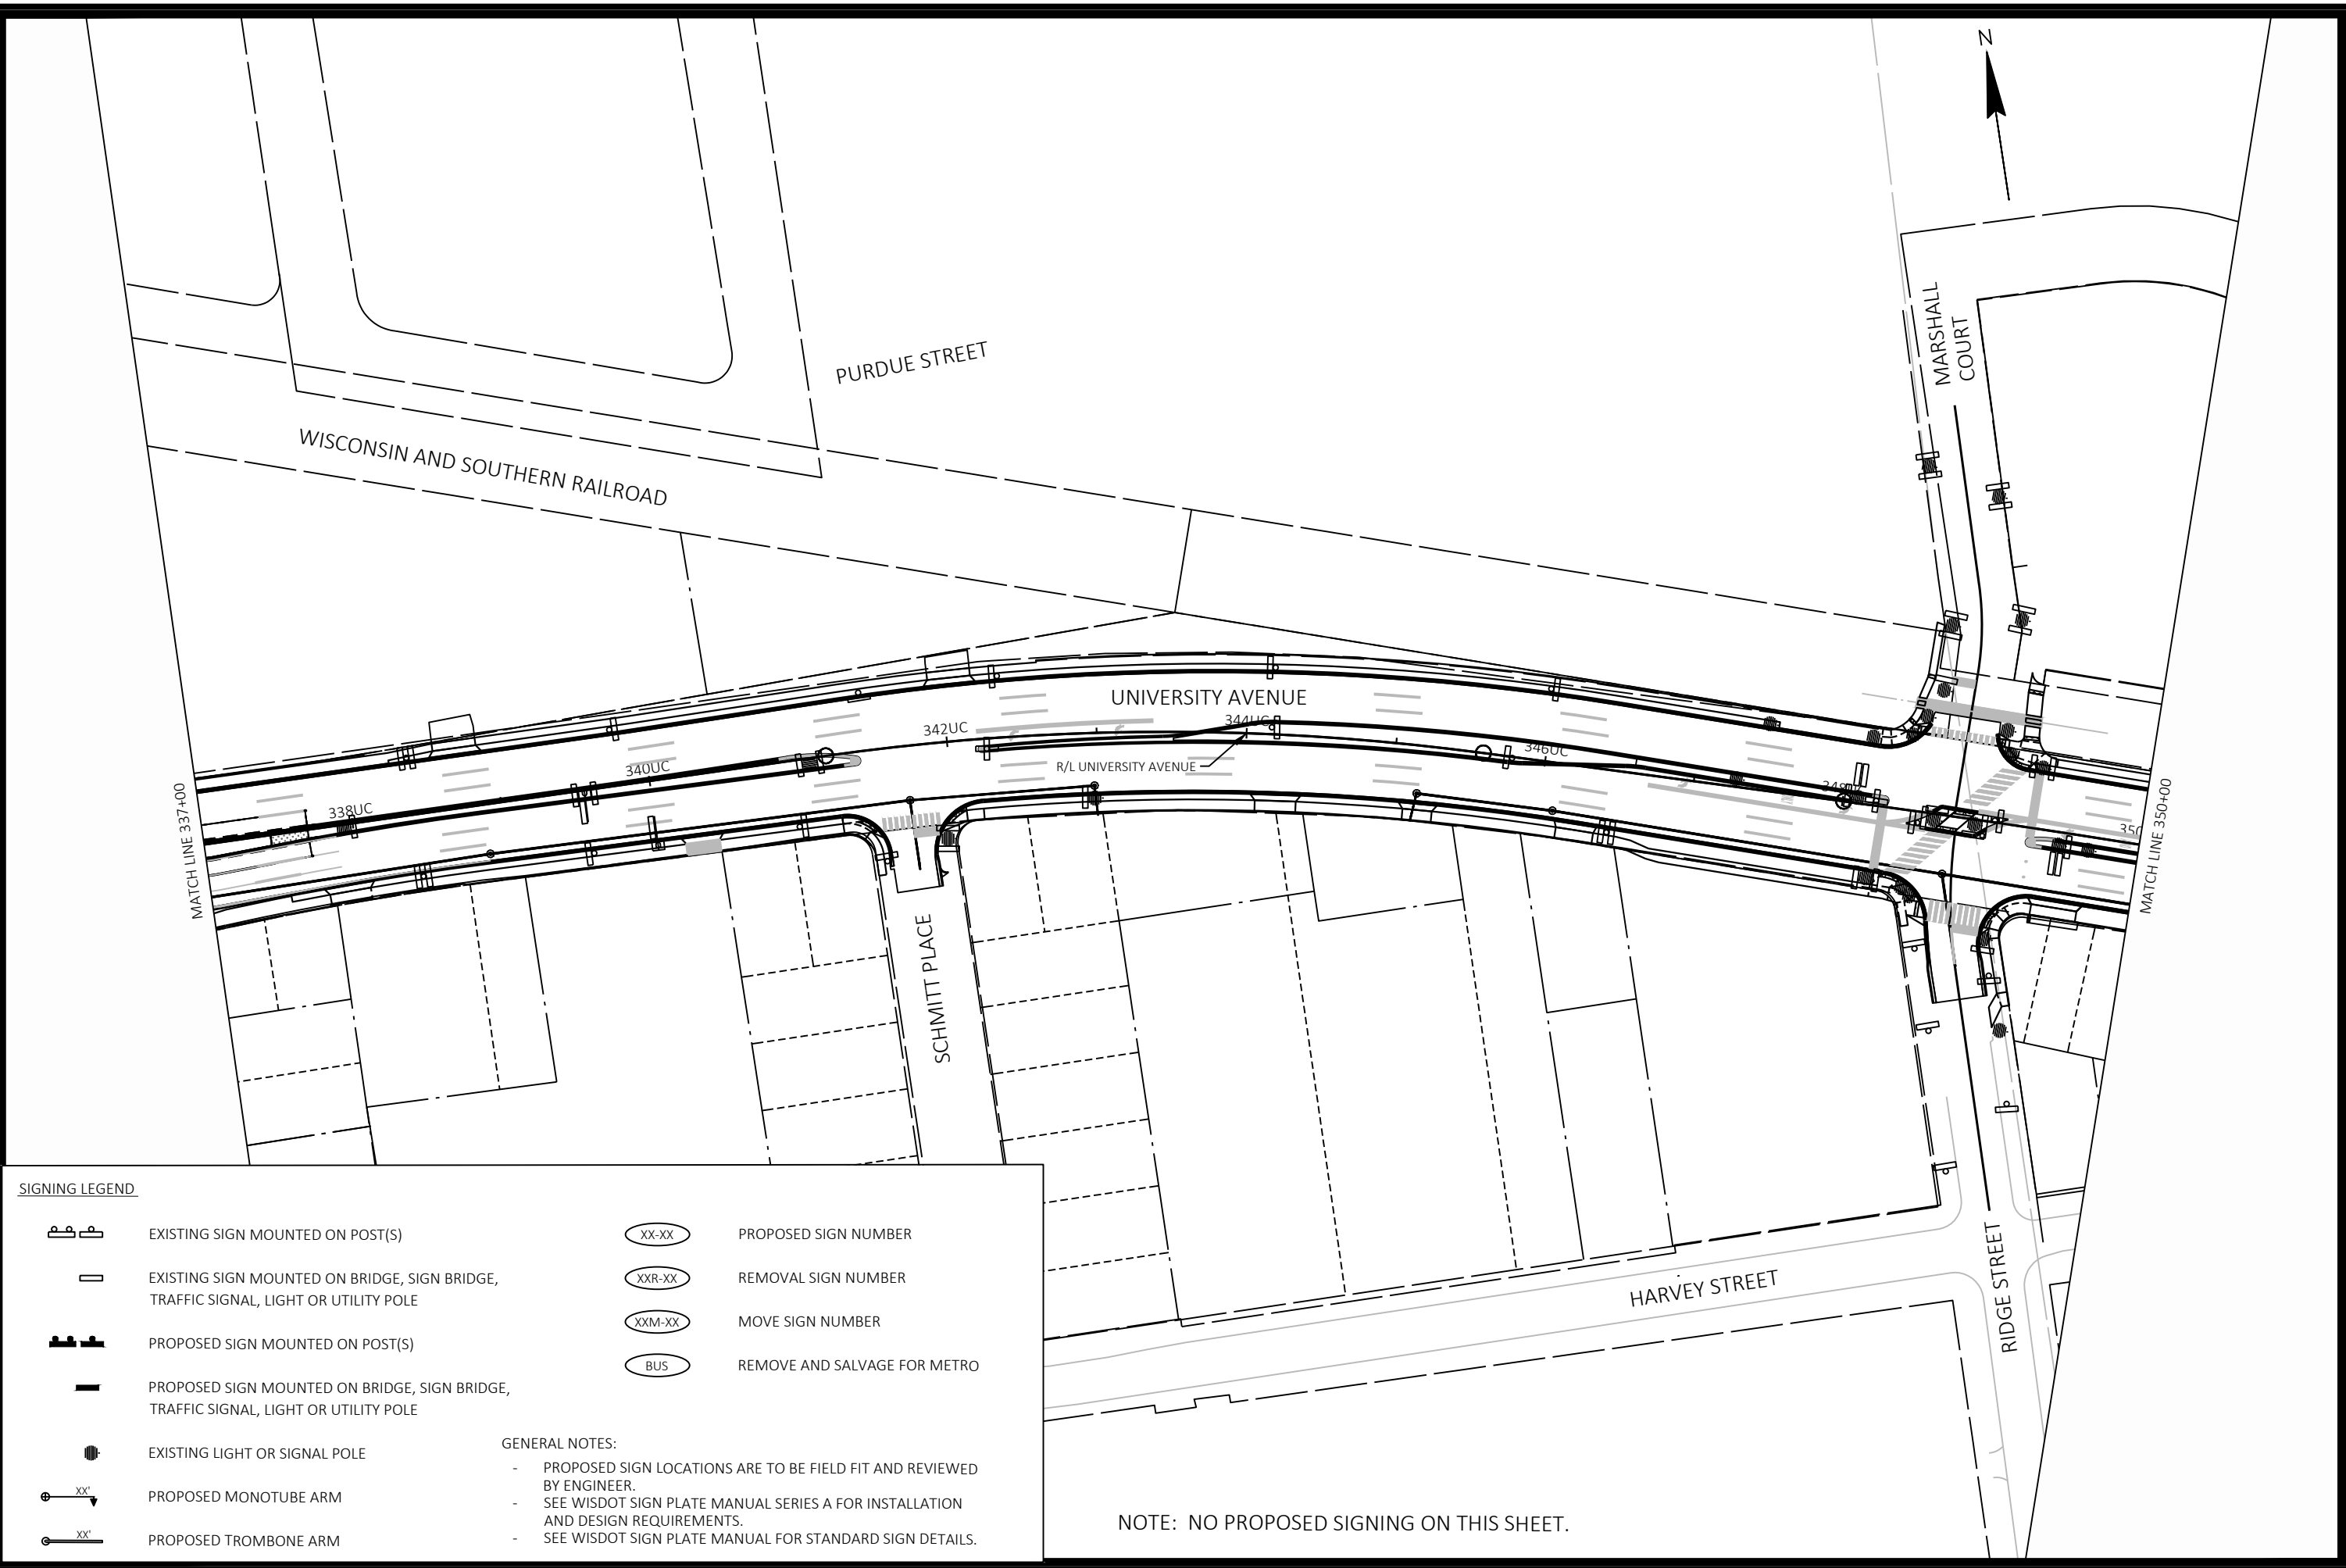 N
MARSHALL
COURT
PURDUE STREET
WISCONSIN AND SOUTHERN RAILROAD
UNIVERSITY AVENUE
342UC
344UC
346UC
340UC
R/L UNIVERSITY AVENUE
338UC
MATCH LINE 337+00
MATCH LINE 350+00
SCHMITT PLACE
HARVEY STREET
RIDGE STREET
SIGNING LEGEND
EXISTING SIGN MOUNTED ON POST(S)
EXISTING SIGN MOUNTED ON BRIDGE, SIGN BRIDGE,
TRAFFIC SIGNAL, LIGHT OR UTILITY POLE
PROPOSED SIGN MOUNTED ON POST(S)
PROPOSED SIGN MOUNTED ON BRIDGE, SIGN BRIDGE,
TRAFFIC SIGNAL, LIGHT OR UTILITY POLE
EXISTING LIGHT OR SIGNAL POLE
XX' PROPOSED MONOTUBE ARM
XX' PROPOSED TROMBONE ARM
XX-XX PROPOSED SIGN NUMBER
XXR-XX REMOVAL SIGN NUMBER
XXM-XX MOVE SIGN NUMBER
BUS REMOVE AND SALVAGE FOR METRO
GENERAL NOTES:
- PROPOSED SIGN LOCATIONS ARE TO BE FIELD FIT AND REVIEWED
BY ENGINEER.
- SEE WISDOT SIGN PLATE MANUAL SERIES A FOR INSTALLATION
AND DESIGN REQUIREMENTS.
- SEE WISDOT SIGN PLATE MANUAL FOR STANDARD SIGN DETAILS.
NOTE: NO PROPOSED SIGNING ON THIS SHEET.